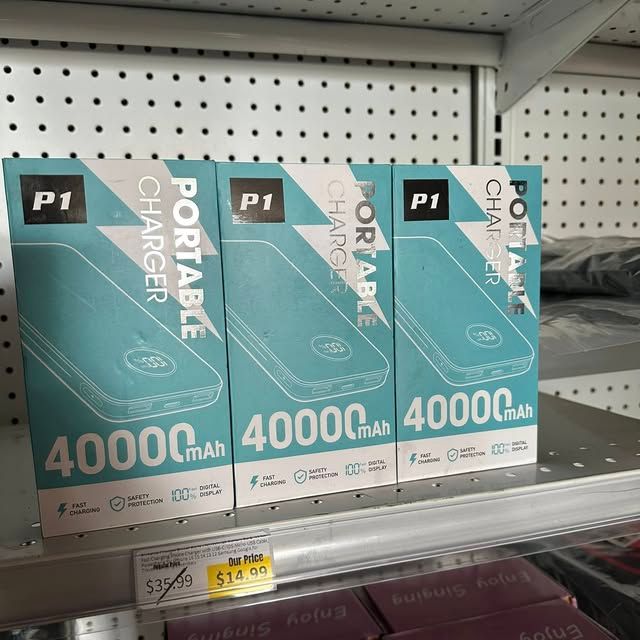 P1
PORTABLE
CHARGER
40000mAh
FAST CHARGING
SAFETY PROTECTION
100% DIGITAL DISPLAY
P1
PORTABLE
CHARGER
40000mAh
FAST CHARGING
SAFETY PROTECTION
100% DIGITAL DISPLAY
P1
PORTABLE
CHARGER
40000mAh
FAST CHARGING
SAFETY PROTECTION
100% DIGITAL DISPLAY
Our Price
$35.99
$14.99
Enjoy Singing
Enjoy Singing